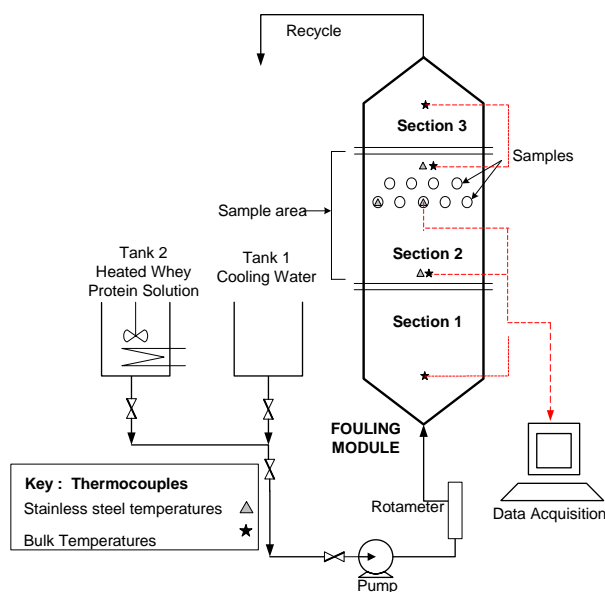 Recycle
Section 3
Samples
Sample area
Tank 2
Heated Whey
Protein Solution
Tank 1
Cooling Water
Section 2
Section 1
FOULING
MODULE
Key : Thermocouples
Stainless steel temperatures
Bulk Temperatures
Rotameter
Data Acquisition
Pump